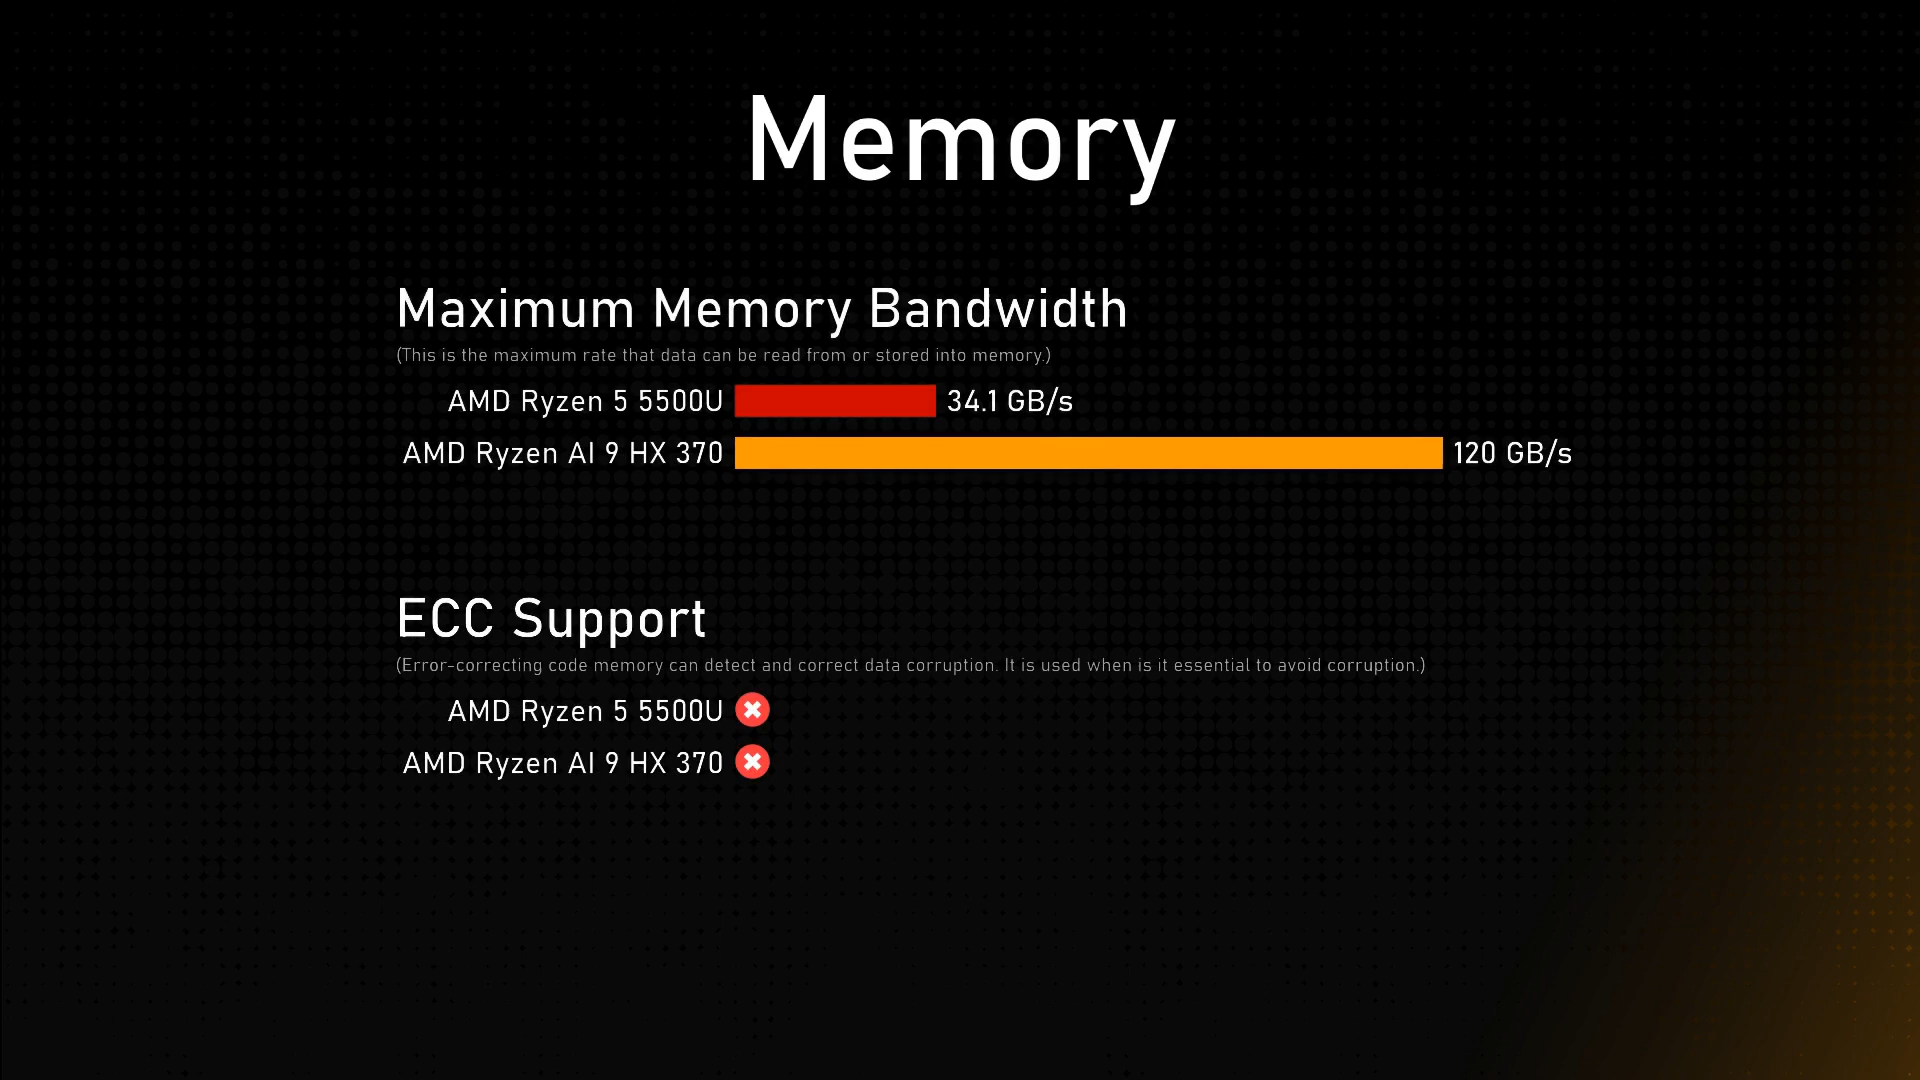 Memory
Maximum Memory Bandwidth
(This is the maximum rate that data can be read from or stored into memory.)
AMD Ryzen 5 5500U 34.1 GB/s
AMD Ryzen AI 9 HX 370 120 GB/s
ECC Support
(Error-correcting code memory can detect and correct data corruption. It is used when is it essential to avoid corruption.)
AMD Ryzen 5 5500U
AMD Ryzen AI 9 HX 370